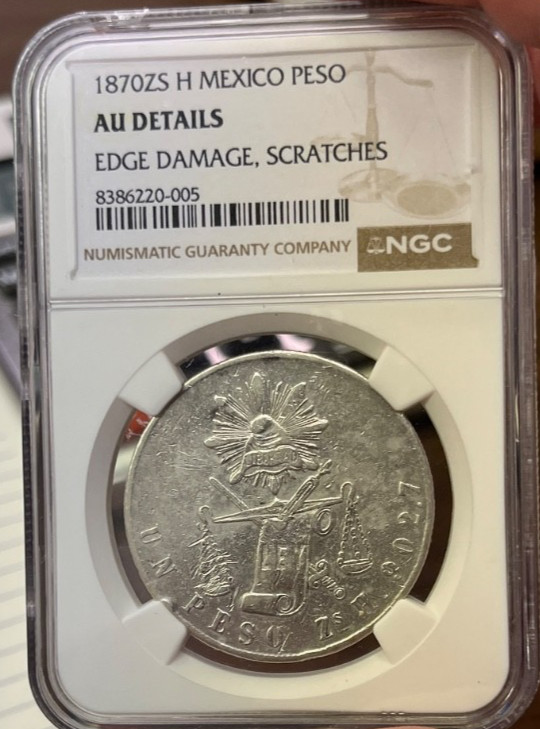 1870ZS H MEXICO PESO
AU DETAILS
EDGE DAMAGE, SCRATCHES
8386220-005
NUMISMATIC GUARANTY COMPANY NGC
LEY
UN PESO Zs H. 902.7